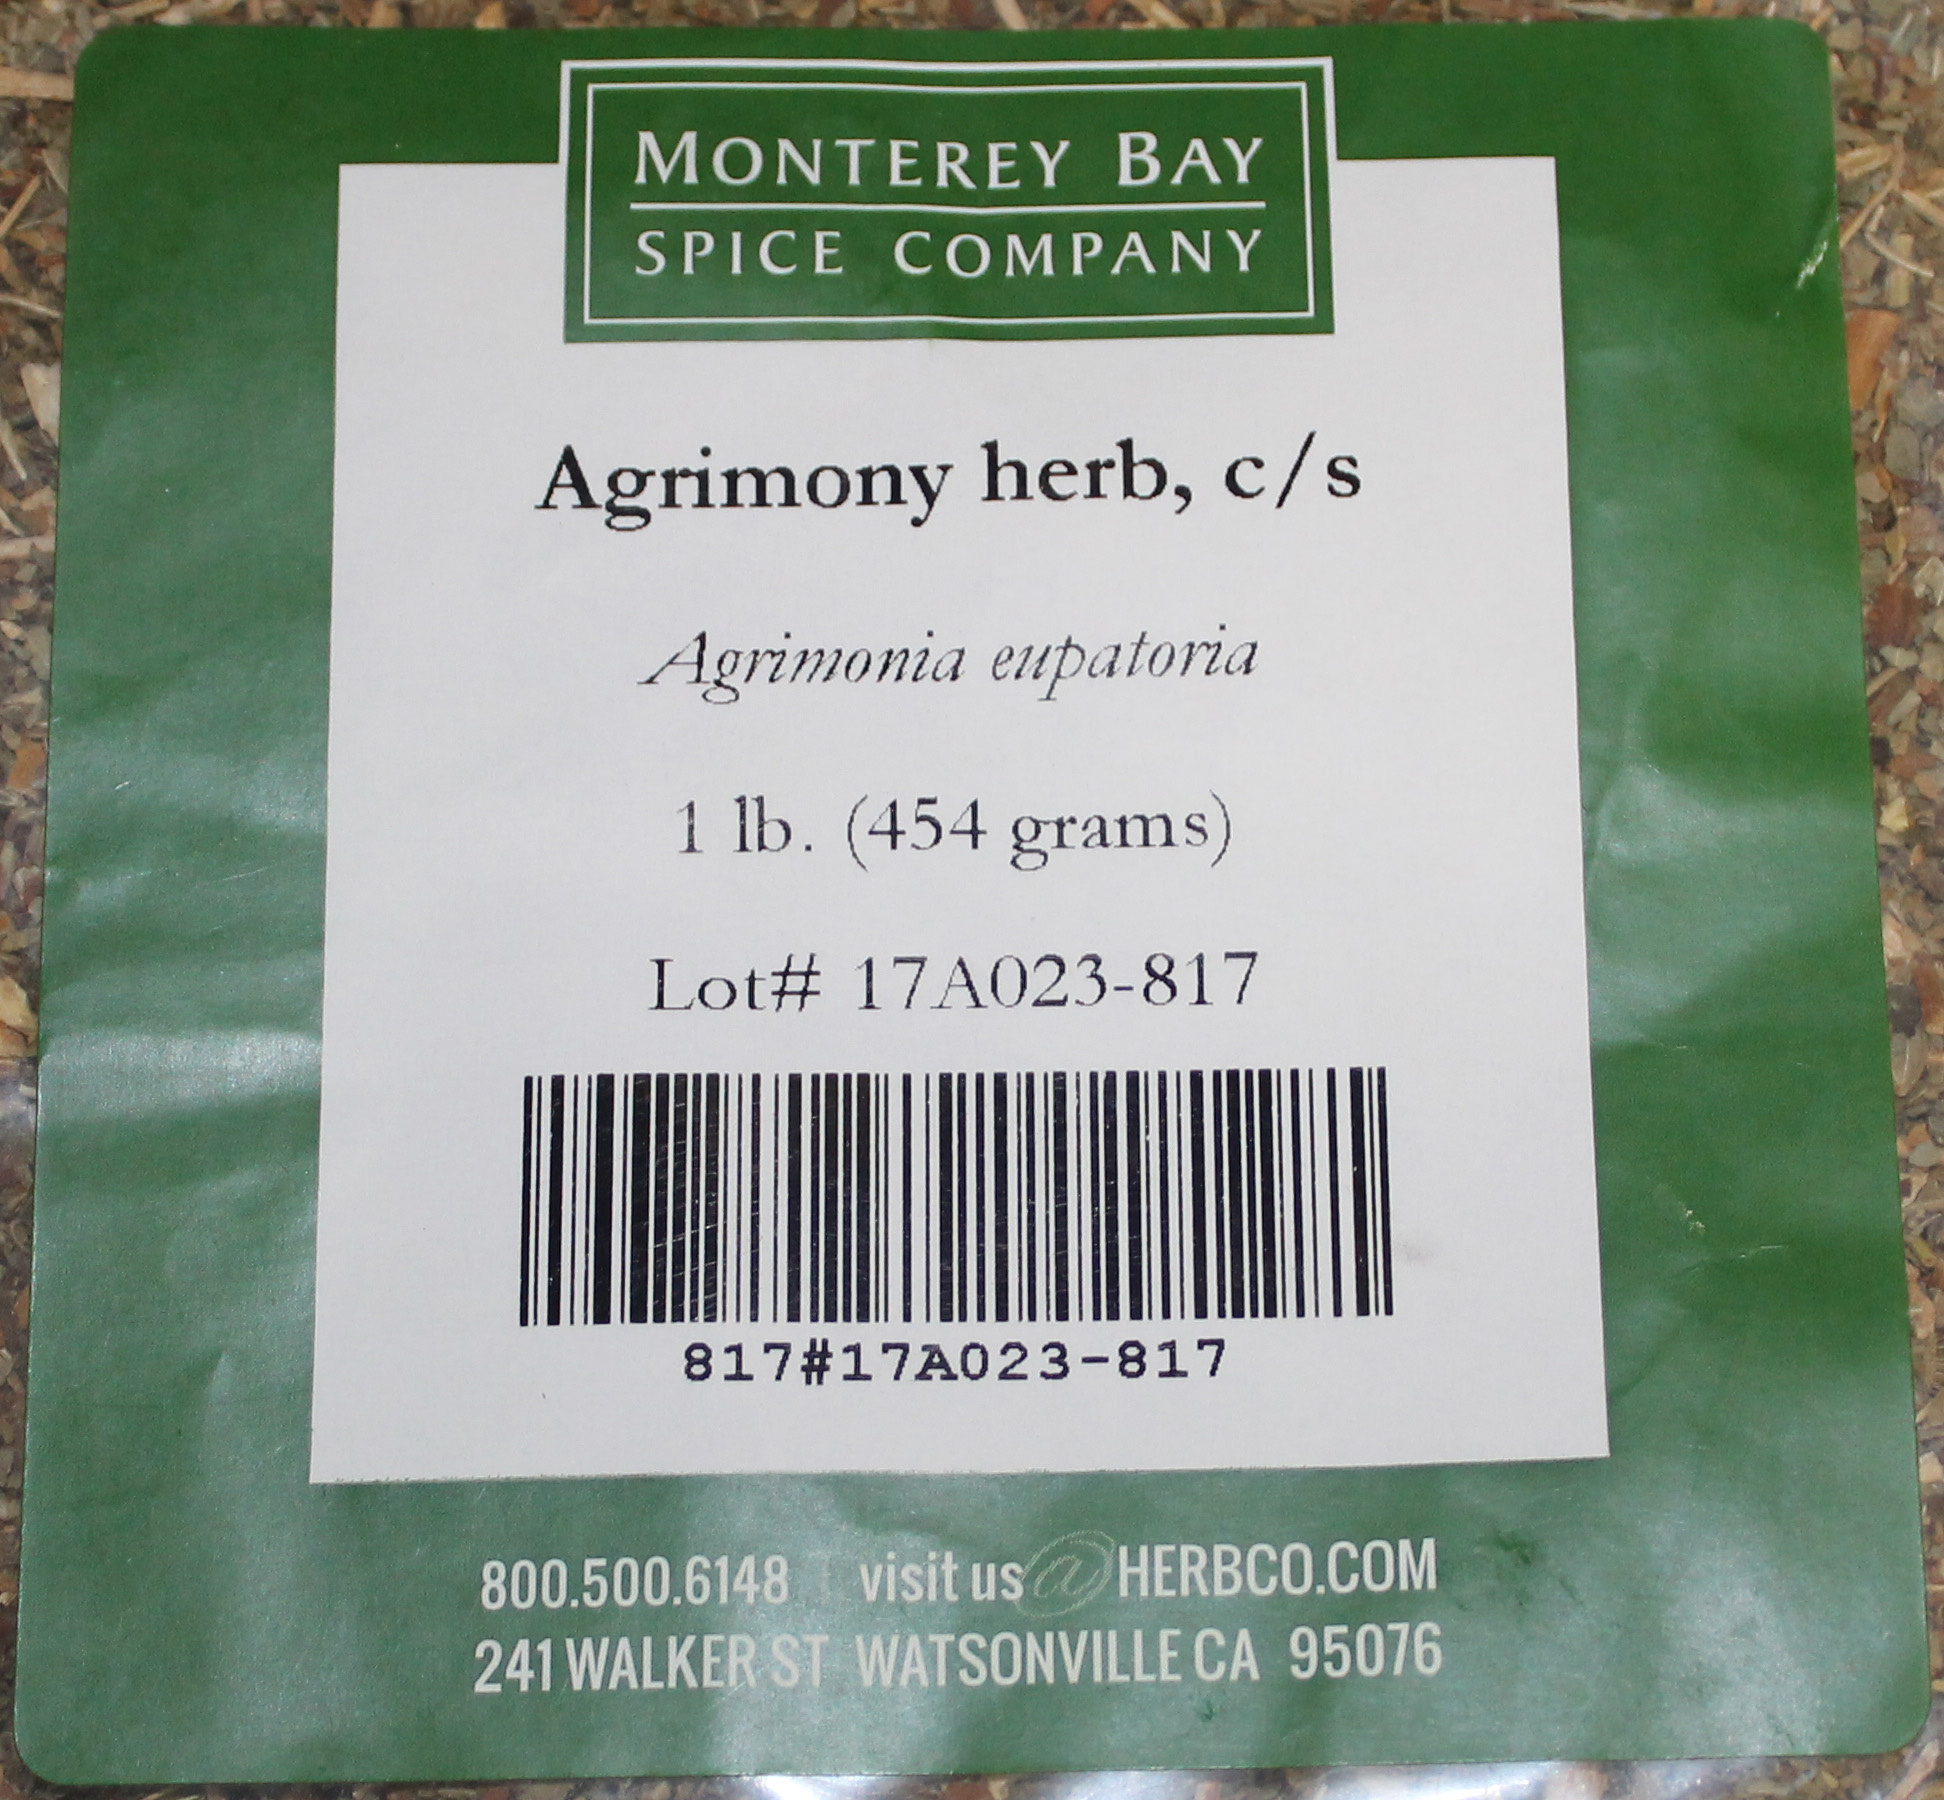 MONTEREY BAY
SPICE COMPANY
Agrimony herb, c/s
Agrimonia eupatoria
1 lb. (454 grams)
Lot# 17A023-817
817#17A023-817
800.500.6148 visit us @ HERBCO.COM
241 WALKER ST WATSONVILLE CA 95076